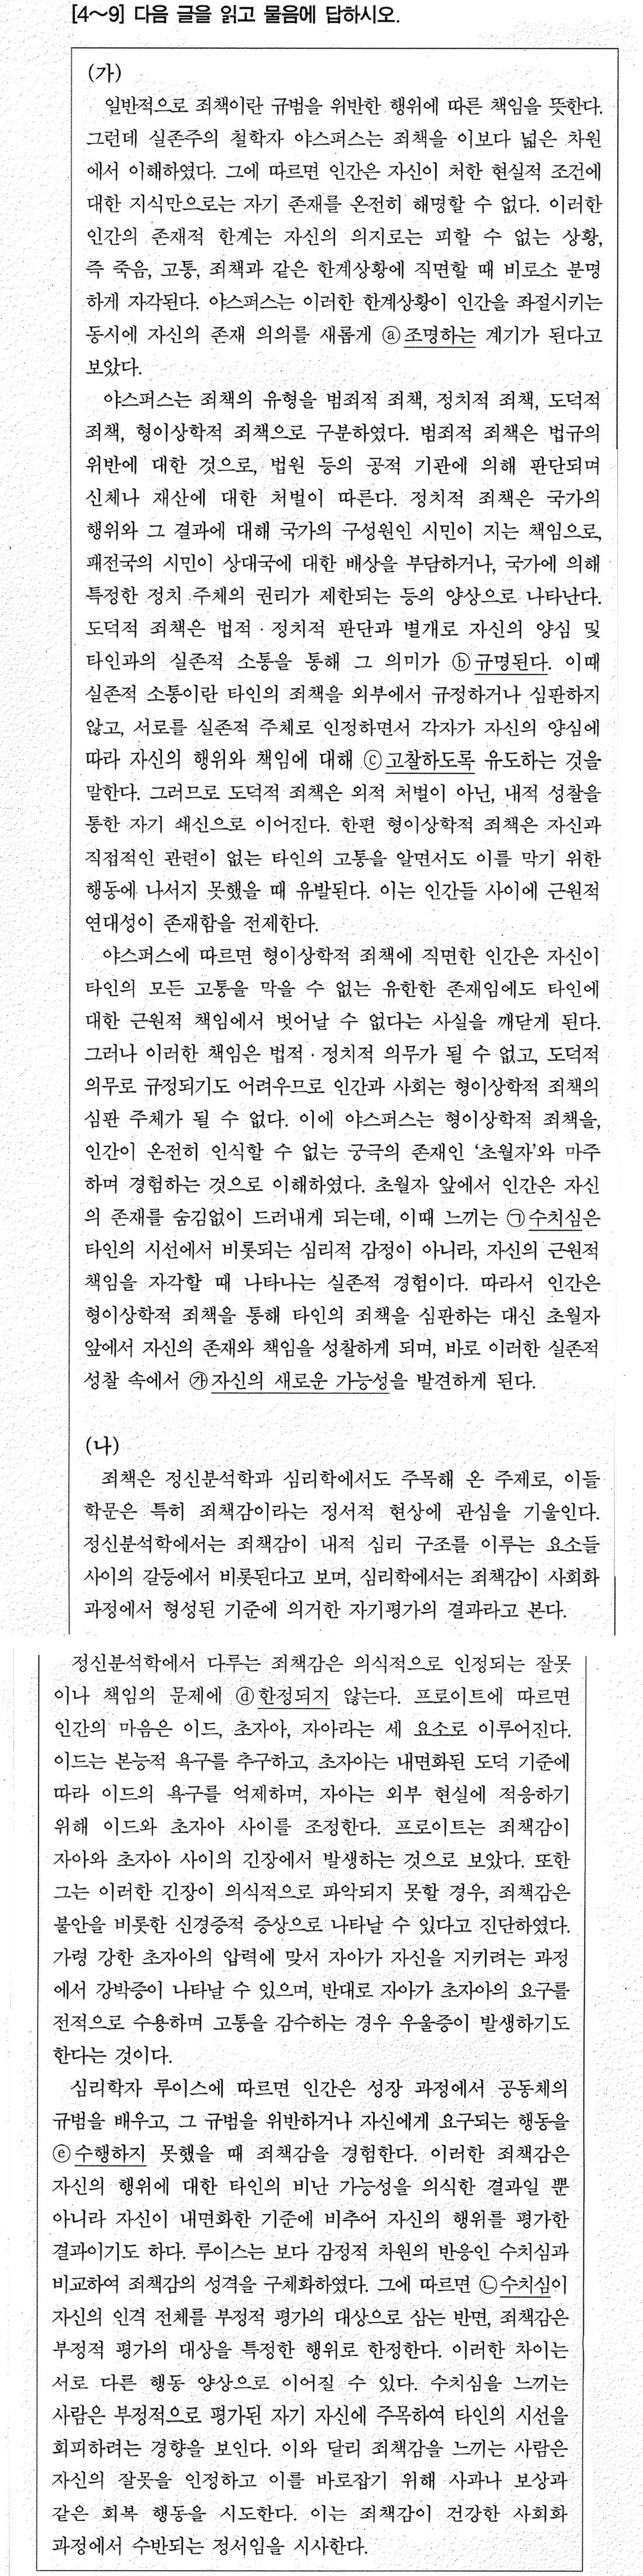 [4~9] 다음 글을 읽고 물음에 답하시오.
(가)
일반적으로 죄책이란 규범을 위반한 행위에 따른 책임을 뜻한다.
그런데 실존주의 철학자 야스퍼스는 죄책을 이보다 넓은 차원
에서 이해하였다. 그에 따르면 인간은 자신이 처한 현실적 조건에
대한 지식만으로는 자기 존재를 온전히 해명할 수 없다. 이러한
인간의 존재적 한계는 자신의 의지로는 피할 수 없는 상황,
즉 죽음, 고통, 죄책과 같은 한계상황에 직면할 때 비로소 분명
하게 자각된다. 야스퍼스는 이러한 한계상황이 인간을 좌절시키는
동시에 자신의 존재 의의를 새롭게 ⓐ조명하는 계기가 된다고
보았다.
야스퍼스는 죄책의 유형을 범죄적 죄책, 정치적 죄책, 도덕적
죄책, 형이상학적 죄책으로 구분하였다. 범죄적 죄책은 법규의
위반에 대한 것으로, 법원 등의 공적 기관에 의해 판단되며
신체나 재산에 대한 처벌이 따른다. 정치적 죄책은 국가의
행위와 그 결과에 대해 국가의 구성원인 시민이 지는 책임으로,
패전국의 시민이 상대국에 대한 배상을 부담하거나, 국가에 의해
특정한 정치 주체의 권리가 제한되는 등의 양상으로 나타난다.
도덕적 죄책은 법적·정치적 판단과 별개로 자신의 양심 및
타인과의 실존적 소통을 통해 그 의미가 ⓑ규명된다. 이때
실존적 소통이란 타인의 죄책을 외부에서 규정하거나 심판하지
않고, 서로를 실존적 주체로 인정하면서 각자가 자신의 양심에
따라 자신의 행위와 책임에 대해 ⓒ고찰하도록 유도하는 것을
말한다. 그러므로 도덕적 죄책은 외적 처벌이 아닌, 내적 성찰을
통한 자기 쇄신으로 이어진다. 한편 형이상학적 죄책은 자신과
직접적인 관련이 없는 타인의 고통을 알면서도 이를 막기 위한
행동에 나서지 못했을 때 유발된다. 이는 인간들 사이에 근원적
연대성이 존재함을 전제한다.
야스퍼스에 따르면 형이상학적 죄책에 직면한 인간은 자신이
타인의 모든 고통을 막을 수 없는 유한한 존재임에도 타인에
대한 근원적 책임에서 벗어날 수 없다는 사실을 깨닫게 된다.
그러나 이러한 책임은 법적·정치적 의무가 될 수 없고, 도덕적
의무로 규정되기도 어려우므로 인간과 사회는 형이상학적 죄책의
심판 주체가 될 수 없다. 이에 야스퍼스는 형이상학적 죄책을,
인간이 온전히 인식할 수 없는 궁극의 존재인 ‘초월자’와 마주
하며 경험하는 것으로 이해하였다. 초월자 앞에서 인간은 자신
의 존재를 숨김없이 드러내게 되는데, 이때 느끼는 ㉠수치심은
타인의 시선에서 비롯되는 심리적 감정이 아니라, 자신의 근원적
책임을 자각할 때 나타나는 실존적 경험이다. 따라서 인간은
형이상학적 죄책을 통해 타인의 죄책을 심판하는 대신 초월자
앞에서 자신의 존재와 책임을 성찰하게 되며, 바로 이러한 실존적
성찰 속에서 ㉮자신의 새로운 가능성을 발견하게 된다.
(나)
죄책은 정신분석학과 심리학에서도 주목해 온 주제로, 이들
학문은 특히 죄책감이라는 정서적 현상에 관심을 기울인다.
정신분석학에서는 죄책감이 내적 심리 구조를 이루는 요소들
사이의 갈등에서 비롯된다고 보며, 심리학에서는 죄책감이 사회화
과정에서 형성된 기준에 의거한 자기평가의 결과라고 본다.
정신분석학에서 다루는 죄책감은 의식적으로 인정되는 잘못
이나 책임의 문제에 ⓓ한정되지 않는다. 프로이트에 따르면
인간의 마음은 이드, 초자아, 자아라는 세 요소로 이루어진다.
이드는 본능적 욕구를 추구하고, 초자아는 내면화된 도덕 기준에
따라 이드의 욕구를 억제하며, 자아는 외부 현실에 적응하기
위해 이드와 초자아 사이를 조정한다. 프로이트는 죄책감이
자아와 초자아 사이의 긴장에서 발생하는 것으로 보았다. 또한
그는 이러한 긴장이 의식적으로 파악되지 못할 경우, 죄책감은
불안을 비롯한 신경증적 증상으로 나타날 수 있다고 진단하였다.
가령 강한 초자아의 압력에 맞서 자아가 자신을 지키려는 과정
에서 강박증이 나타날 수 있으며, 반대로 자아가 초자아의 요구를
전적으로 수용하며 고통을 감수하는 경우 우울증이 발생하기도
한다는 것이다.
심리학자 루이스에 따르면 인간은 성장 과정에서 공동체의
규범을 배우고, 그 규범을 위반하거나 자신에게 요구되는 행동을
ⓔ수행하지 못했을 때 죄책감을 경험한다. 이러한 죄책감은
자신의 행위에 대한 타인의 비난 가능성을 의식한 결과일 뿐
아니라 자신이 내면화한 기준에 비추어 자신의 행위를 평가한
결과이기도 하다. 루이스는 보다 감정적 차원의 반응인 수치심과
비교하여 죄책감의 성격을 구체화하였다. 그에 따르면 ㉡수치심이
자신의 인격 전체를 부정적 평가의 대상으로 삼는 반면, 죄책감은
부정적 평가의 대상을 특정한 행위로 한정한다. 이러한 차이는
서로 다른 행동 양상으로 이어질 수 있다. 수치심을 느끼는
사람은 부정적으로 평가된 자기 자신에 주목하여 타인의 시선을
회피하려는 경향을 보인다. 이와 달리 죄책감을 느끼는 사람은
자신의 잘못을 인정하고 이를 바로잡기 위해 사과나 보상과
같은 회복 행동을 시도한다. 이는 죄책감이 건강한 사회화
과정에서 수반되는 정서임을 시사한다.